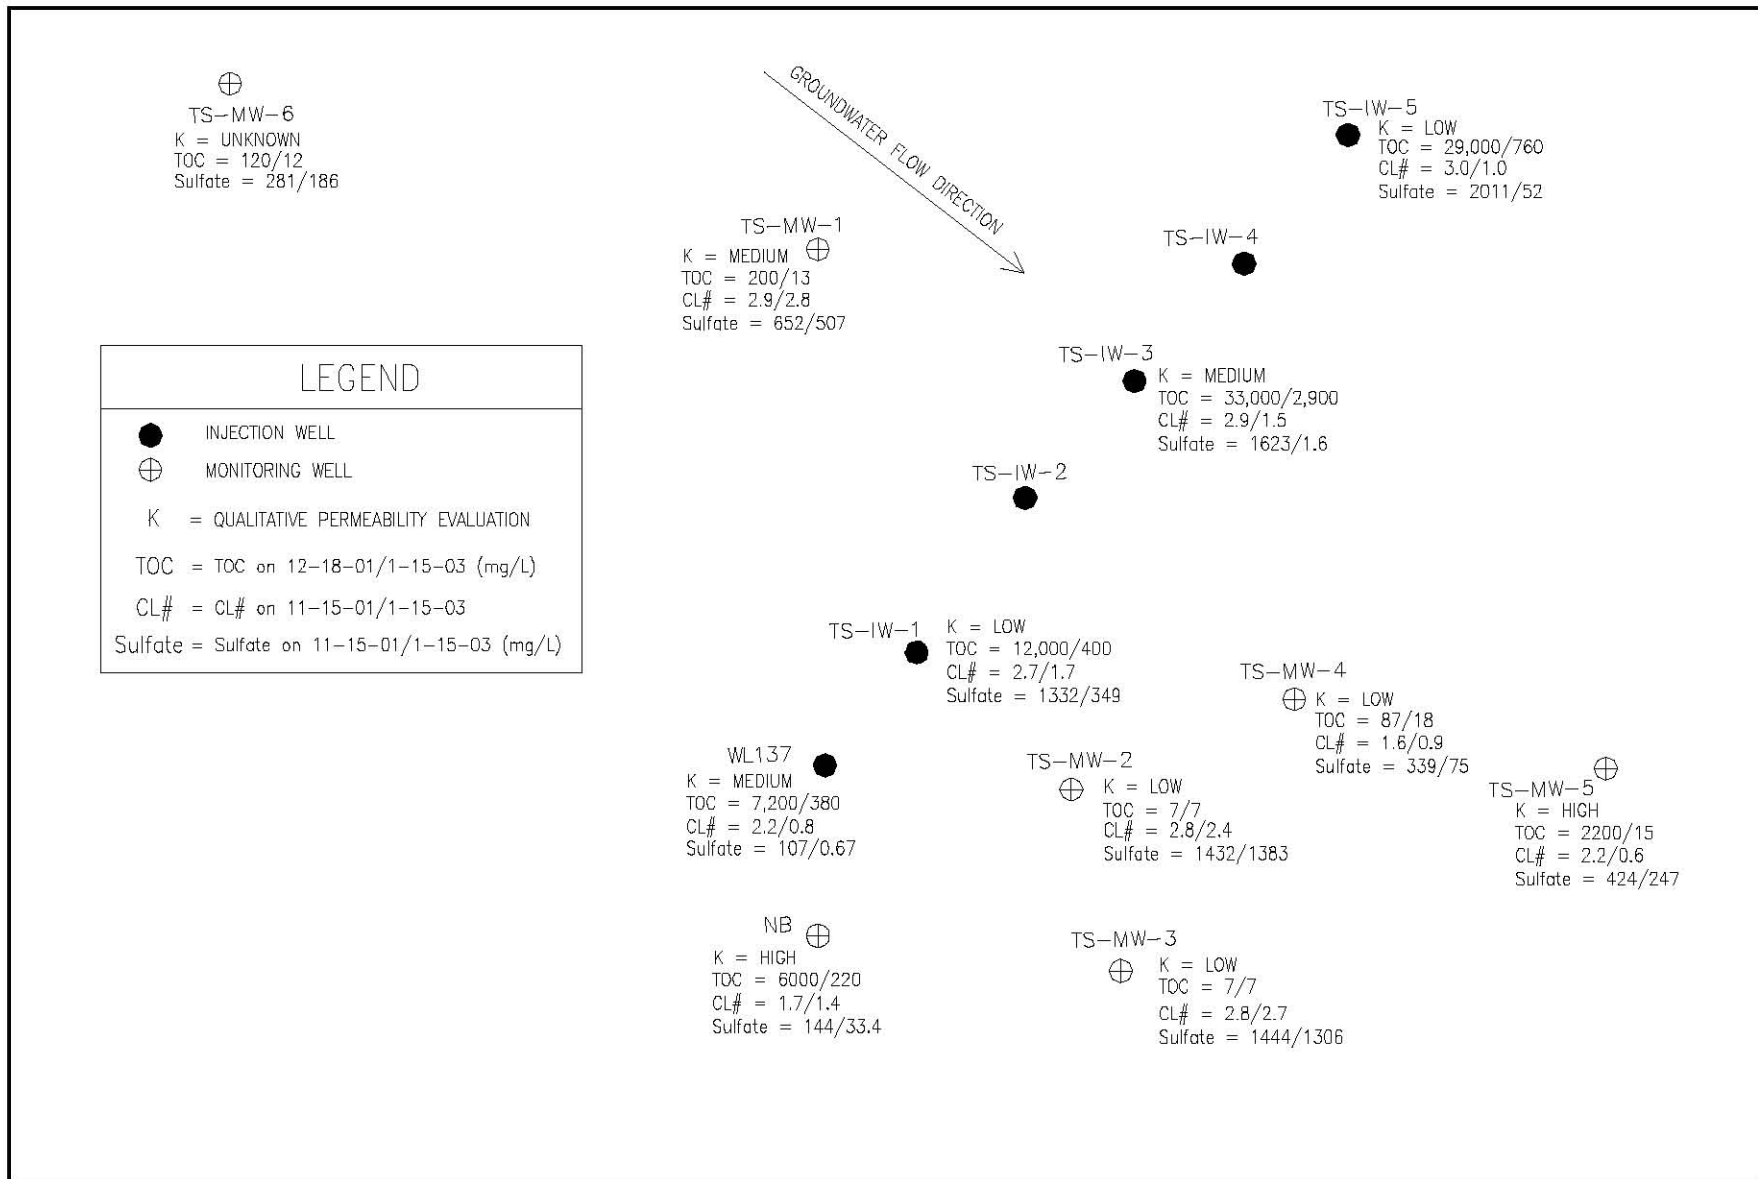 TS-MW-6
K = UNKNOWN
TOC = 120/12
Sulfate = 281/186
GROUNDWATER FLOW DIRECTION
TS-IW-5
K = LOW
TOC = 29,000/760
CL# = 3.0/1.0
Sulfate = 2011/52
TS-MW-1
K = MEDIUM
TOC = 200/13
CL# = 2.9/2.8
Sulfate = 652/507
TS-IW-4
TS-IW-3
K = MEDIUM
TOC = 33,000/2,900
CL# = 2.9/1.5
Sulfate = 1623/1.6
LEGEND
INJECTION WELL
MONITORING WELL
K = QUALITATIVE PERMEABILITY EVALUATION
TOC = TOC on 12-18-01/1-15-03 (mg/L)
CL# = CL# on 11-15-01/1-15-03
Sulfate = Sulfate on 11-15-01/1-15-03 (mg/L)
TS-IW-2
TS-IW-1
K = LOW
TOC = 12,000/400
CL# = 2.7/1.7
Sulfate = 1332/349
TS-MW-4
K = LOW
TOC = 87/18
CL# = 1.6/0.9
Sulfate = 339/75
WL137
K = MEDIUM
TOC = 7,200/380
CL# = 2.2/0.8
Sulfate = 107/0.67
TS-MW-2
K = LOW
TOC = 7/7
CL# = 2.8/2.4
Sulfate = 1432/1383
TS-MW-5
K = HIGH
TOC = 2200/15
CL# = 2.2/0.6
Sulfate = 424/247
NB
K = HIGH
TOC = 6000/220
CL# = 1.7/1.4
Sulfate = 144/33.4
TS-MW-3
K = LOW
TOC = 7/7
CL# = 2.8/2.7
Sulfate = 1444/1306